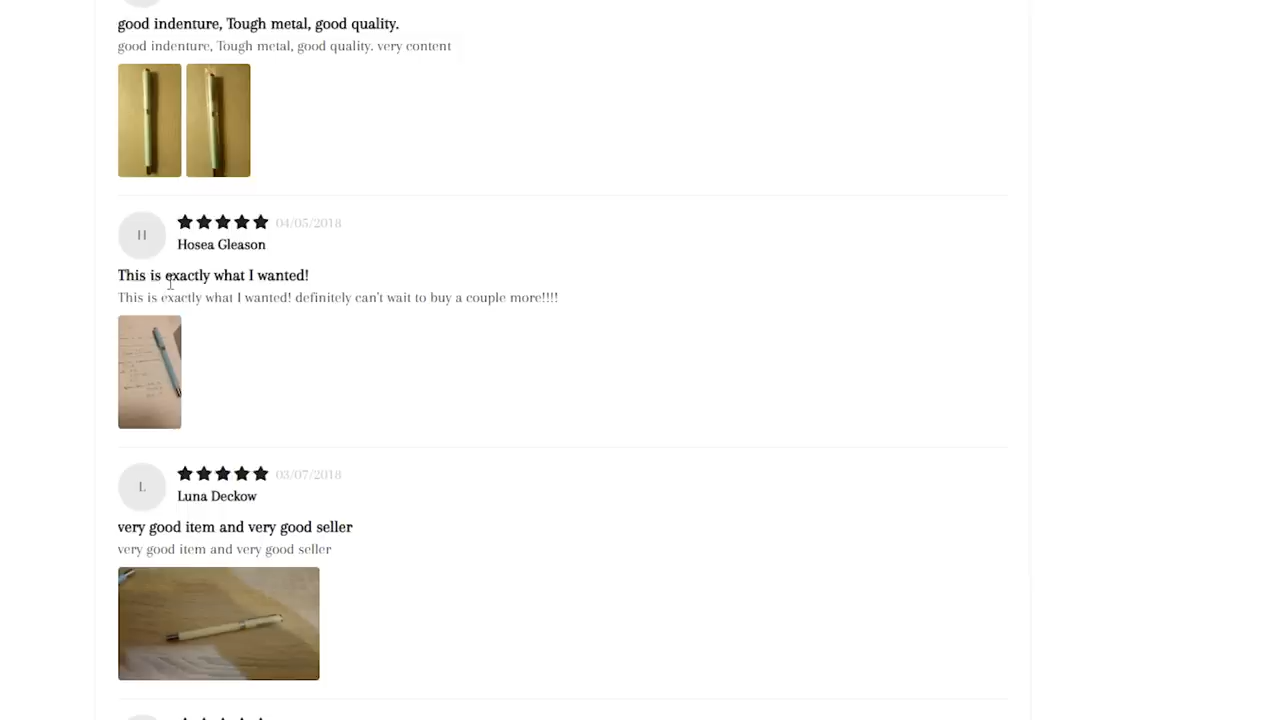 good indenture, Tough metal, good quality.
good indenture, Tough metal, good quality. very content
H
04/05/2018
Hosea Gleason
This is exactly what I wanted!
This is exactly what I wanted! definitely can't wait to buy a couple more!!!!
L
03/07/2018
Luna Deckow
very good item and very good seller
very good item and very good seller